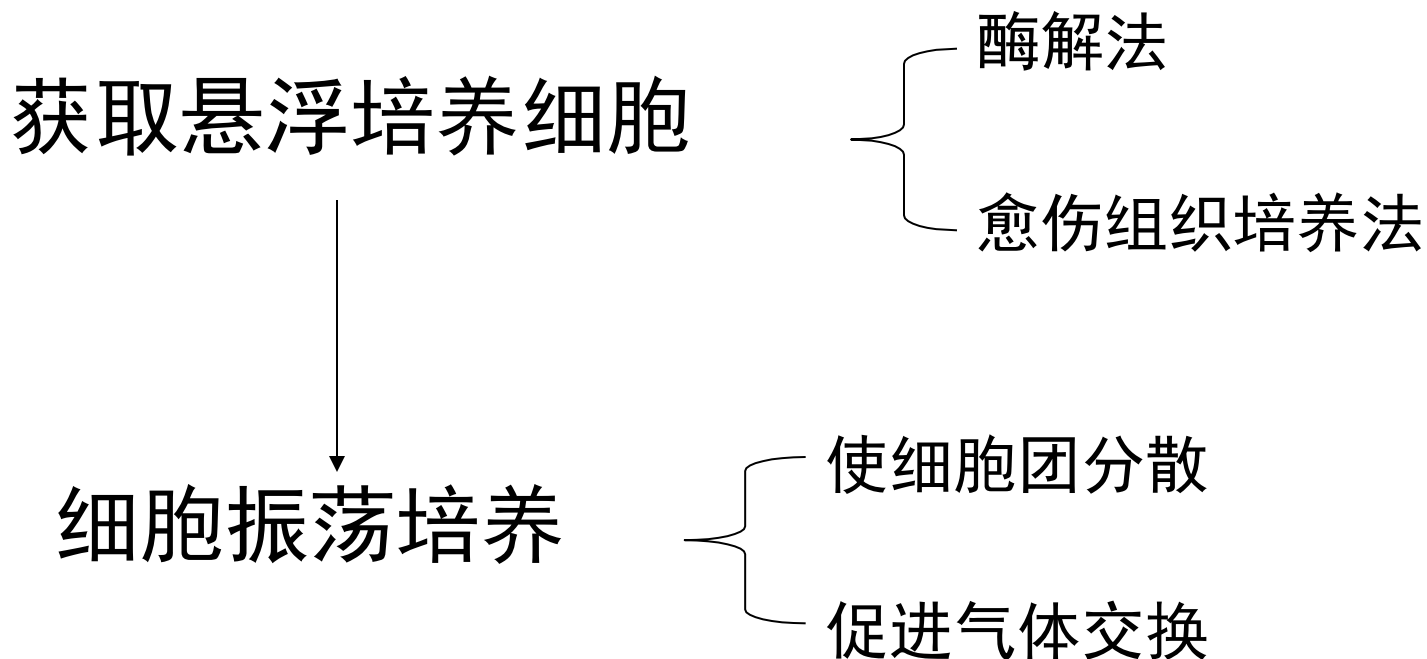 获取悬浮培养细胞
酶解法
愈伤组织培养法
细胞振荡培养
使细胞团分散
促进气体交换